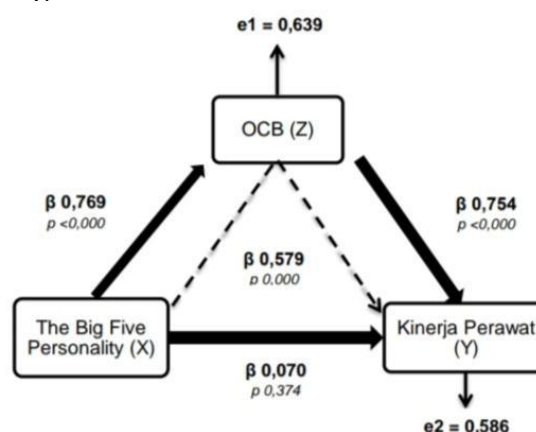 e1 = 0,639
OCB (Z)
β 0,769
p <0,000
β 0,754
p <0,000
β 0,579
p 0,000
The Big Five
Personality (X)
Kinerja Perawat
(Y)
β 0,070
p 0,374
e2 = 0,586